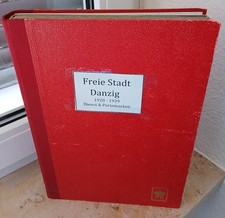 Freie Stadt
Danzig
1920 - 1939
Dienst & Portomarken